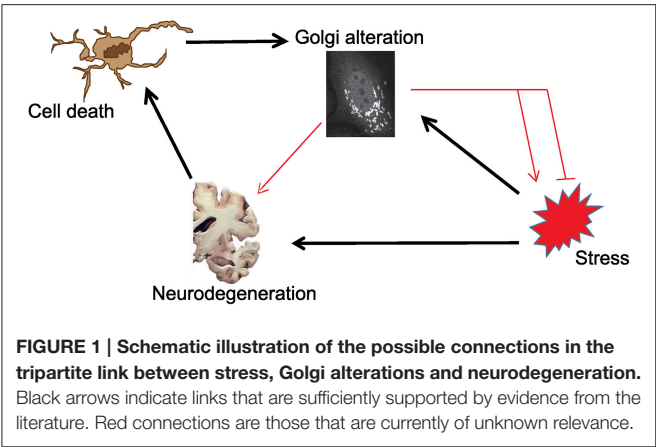 Golgi alteration
Cell death
Stress
Neurodegeneration
FIGURE 1 | Schematic illustration of the possible connections in the
tripartite link between stress, Golgi alterations and neurodegeneration.
Black arrows indicate links that are sufficiently supported by evidence from the
literature. Red connections are those that are currently of unknown relevance.